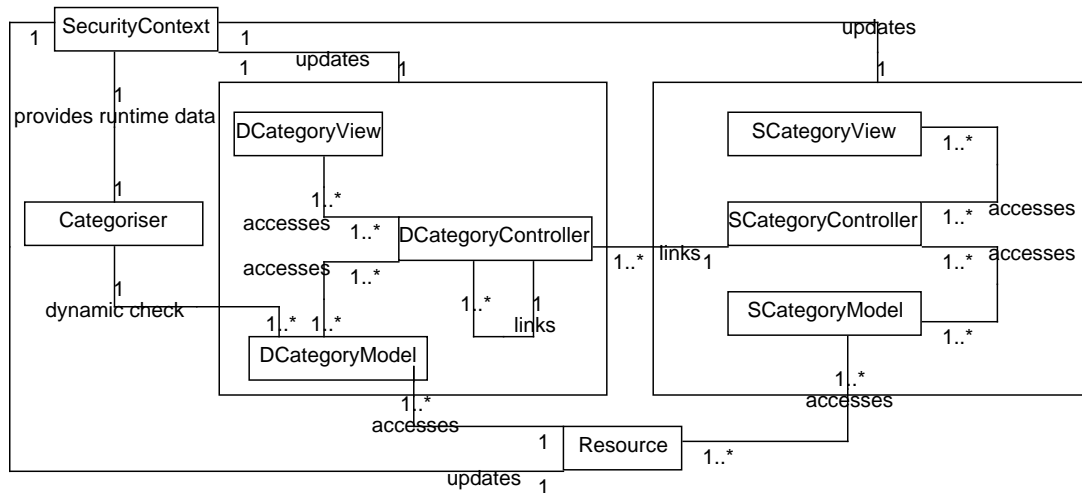 SecurityContext
1
1
updates
1
1
updates
1
1
provides runtime data
DCategoryView
SCategoryView
1..*
1
Categoriser
1..*
accesses
1..*
DCategoryController
SCategoryController
1..*
accesses
accesses
1..*
1..*
links
1
1..*
accesses
1
dynamic check
1..*
1..*
1..*
1
links
SCategoryModel
1..*
DCategoryModel
1..*
accesses
1..*
accesses
1
Resource
1..*
updates
1